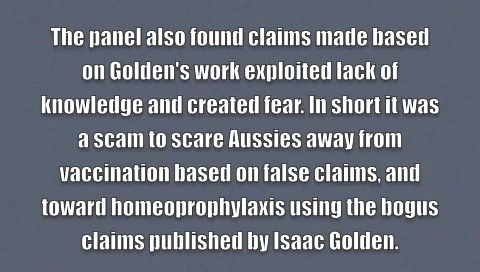 The panel also found claims made based
on Golden's work exploited lack of
knowledge and created fear. In short it was
a scam to scare Aussies away from
vaccination based on false claims, and
toward homeoprophylaxis using the bogus
claims published by Isaac Golden.